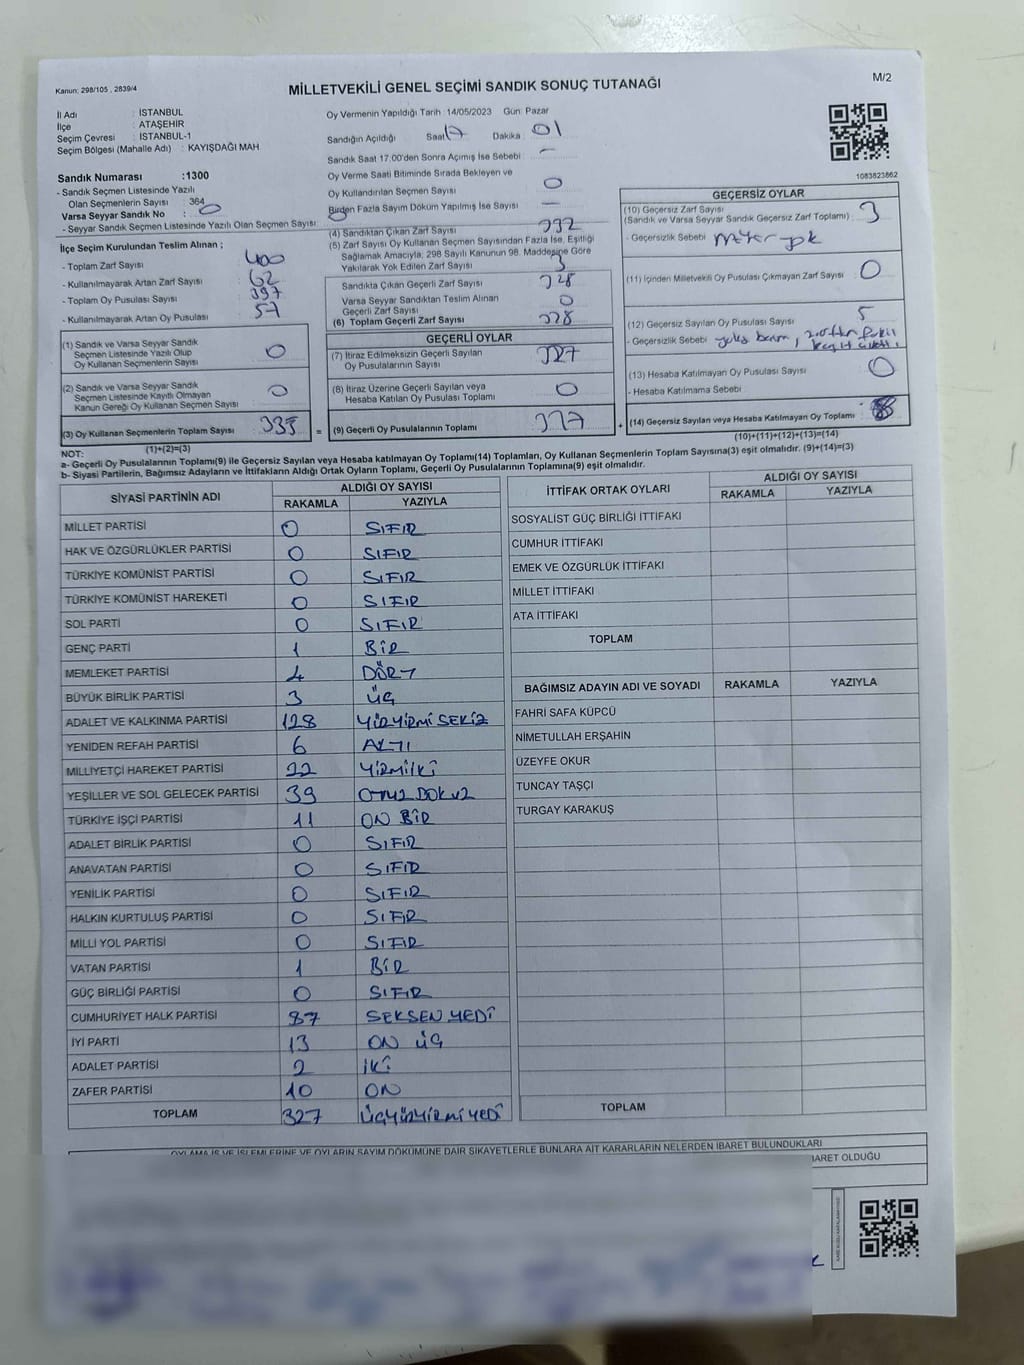 Kanun: 298/105 , 2839/4
MİLLETVEKİLİ GENEL SEÇİMİ SANDIK SONUÇ TUTANAĞI
M/2
İl Adı : İSTANBUL
İlçe : ATAŞEHİR
Seçim Çevresi : İSTANBUL-1
Seçim Bölgesi (Mahalle Adı) : KAYIŞDAĞI MAH
Sandık Numarası :1300
- Sandık Seçmen Listesinde Yazılı
Olan Seçmenlerin Sayısı : 364
Varsa Seyyar Sandık No : 0
- Seyyar Sandık Seçmen Listesinde Yazılı Olan Seçmen Sayısı
İlçe Seçim Kurulundan Teslim Alınan ;
- Toplam Zarf Sayısı 400
- Kullanılmayarak Artan Zarf Sayısı 62
- Toplam Oy Pusulası Sayısı 397
- Kullanılmayarak Artan Oy Pusulası 57
(1) Sandık ve Varsa Seyyar Sandık
Seçmen Listesinde Yazılı Olup
Oy Kullanan Seçmenlerin Sayısı 0
(2) Sandık ve Varsa Seyyar Sandık
Seçmen Listesinde Kayıtlı Olmayan
Kanun Gereği Oy Kullanan Seçmen Sayısı 0
(3) Oy Kullanan Seçmenlerin Toplam Sayısı 335
(1)+(2)=(3)
Oy Vermenin Yapıldığı Tarih :14/05/2023 Gün: Pazar
Sandığın Açıldığı Saat 17 Dakika 01
Sandık Saat 17:00'den Sonra Açımış İse Sebebi : —
Oy Verme Saati Bitiminde Sırada Bekleyen ve
Oy Kullandırılan Seçmen Sayısı 0
Birden Fazla Sayım Döküm Yapılmış İse Sayısı —
(4) Sandıktan Çıkan Zarf Sayısı
(5) Zarf Sayısı Oy Kullanan Seçmen Sayısından Fazla İse, Eşitliği
Sağlamak Amacıyla, 298 Sayılı Kanunun 98. Maddesine Göre
Yakılarak Yok Edilen Zarf Sayısı 3
Sandıkta Çıkan Geçerli Zarf Sayısı 328
Varsa Seyyar Sandıktan Teslim Alınan
Geçerli Zarf Sayısı 0
(6) Toplam Geçerli Zarf Sayısı 328
GEÇERLİ OYLAR
(7) İtiraz Edilmeksizin Geçerli Sayılan
Oy Pusulalarının Sayısı 327
(8) İtiraz Üzerine Geçerli Sayılan veya
Hesaba Katılan Oy Pusulası Toplamı 0
= (9) Geçerli Oy Pusulalarının Toplamı 327
1083823862
GEÇERSİZ OYLAR
(10) Geçersiz Zarf Sayısı
(Sandık ve Varsa Seyyar Sandık Geçersiz Zarf Toplamı) 3
- Geçersizlik Sebebi
(11) İçinden Milletvekili Oy Pusulası Çıkmayan Zarf Sayısı 0
(12) Geçersiz Sayılan Oy Pusulası Sayısı 5
- Geçersizlik Sebebi
(13) Hesaba Katılmayan Oy Pusulası Sayısı 0
- Hesaba Katılmama Sebebi
+ (14) Geçersiz Sayılan veya Hesaba Katılmayan Oy Toplamı 8
(10)+(11)+(12)+(13)=(14)
NOT:
a- Geçerli Oy Pusulalarının Toplamı(9) ile Geçersiz Sayılan veya Hesaba katılmayan Oy Toplamı(14) Toplamları, Oy Kullanan Seçmenlerin Toplam Sayısına(3) eşit olmalıdır. (9)+(14)=(3)
b- Siyasi Partilerin, Bağımsız Adayların ve İttifakların Aldığı Ortak Oyların Toplamı, Geçerli Oy Pusulalarının Toplamına(9) eşit olmalıdır.
SİYASİ PARTİNİN ADI ALDIĞI OY SAYISI
RAKAMLA YAZIYLA
MİLLET PARTİSİ 0 SIFIR
HAK VE ÖZGÜRLÜKLER PARTİSİ 0 SIFIR
TÜRKİYE KOMÜNİST PARTİSİ 0 SIFIR
TÜRKİYE KOMÜNİST HAREKETİ 0 SIFIR
SOL PARTİ 0 SIFIR
GENÇ PARTİ 1 BİR
MEMLEKET PARTİSİ 4 DÖRT
BÜYÜK BİRLİK PARTİSİ 3 ÜÇ
ADALET VE KALKINMA PARTİSİ 128 YÜZYİRMİ SEKİZ
YENİDEN REFAH PARTİSİ 6 ALTI
MİLLİYETÇİ HAREKET PARTİSİ 22 YİRMİİKİ
YEŞİLLER VE SOL GELECEK PARTİSİ 39 OTUZ DOKUZ
TÜRKİYE İŞÇİ PARTİSİ 11 ON BİR
ADALET BİRLİK PARTİSİ 0 SIFIR
ANAVATAN PARTİSİ 0 SIFIR
YENİLİK PARTİSİ 0 SIFIR
HALKIN KURTULUŞ PARTİSİ 0 SIFIR
MİLLİ YOL PARTİSİ 0 SIFIR
VATAN PARTİSİ 1 BİR
GÜÇ BİRLİĞİ PARTİSİ 0 SIFIR
CUMHURİYET HALK PARTİSİ 87 SEKSEN YEDİ
İYİ PARTİ 13 ON ÜÇ
ADALET PARTİSİ 2 İKİ
ZAFER PARTİSİ 10 ON
TOPLAM 327 ÜÇYÜZYİRMİYEDİ
İTTİFAK ORTAK OYLARI ALDIĞI OY SAYISI
RAKAMLA YAZIYLA
SOSYALİST GÜÇ BİRLİĞİ İTTİFAKI
CUMHUR İTTİFAKI
EMEK VE ÖZGÜRLÜK İTTİFAKI
MİLLET İTTİFAKI
ATA İTTİFAKI
TOPLAM
BAĞIMSIZ ADAYIN ADI VE SOYADI RAKAMLA YAZIYLA
FAHRİ SAFA KÜPCÜ
NİMETULLAH ERŞAHİN
ÜZEYFE OKUR
TUNCAY TAŞÇI
TURGAY KARAKUŞ
TOPLAM
OYLAMA İŞ VE İŞLEMLERİNE VE OYLARIN SAYIM DÖKÜMÜNE DAİR ŞİKAYETLERLE BUNLARA AİT KARARLARIN NELERDEN İBARET BULUNDUKLARI
İBARET OLDUĞU